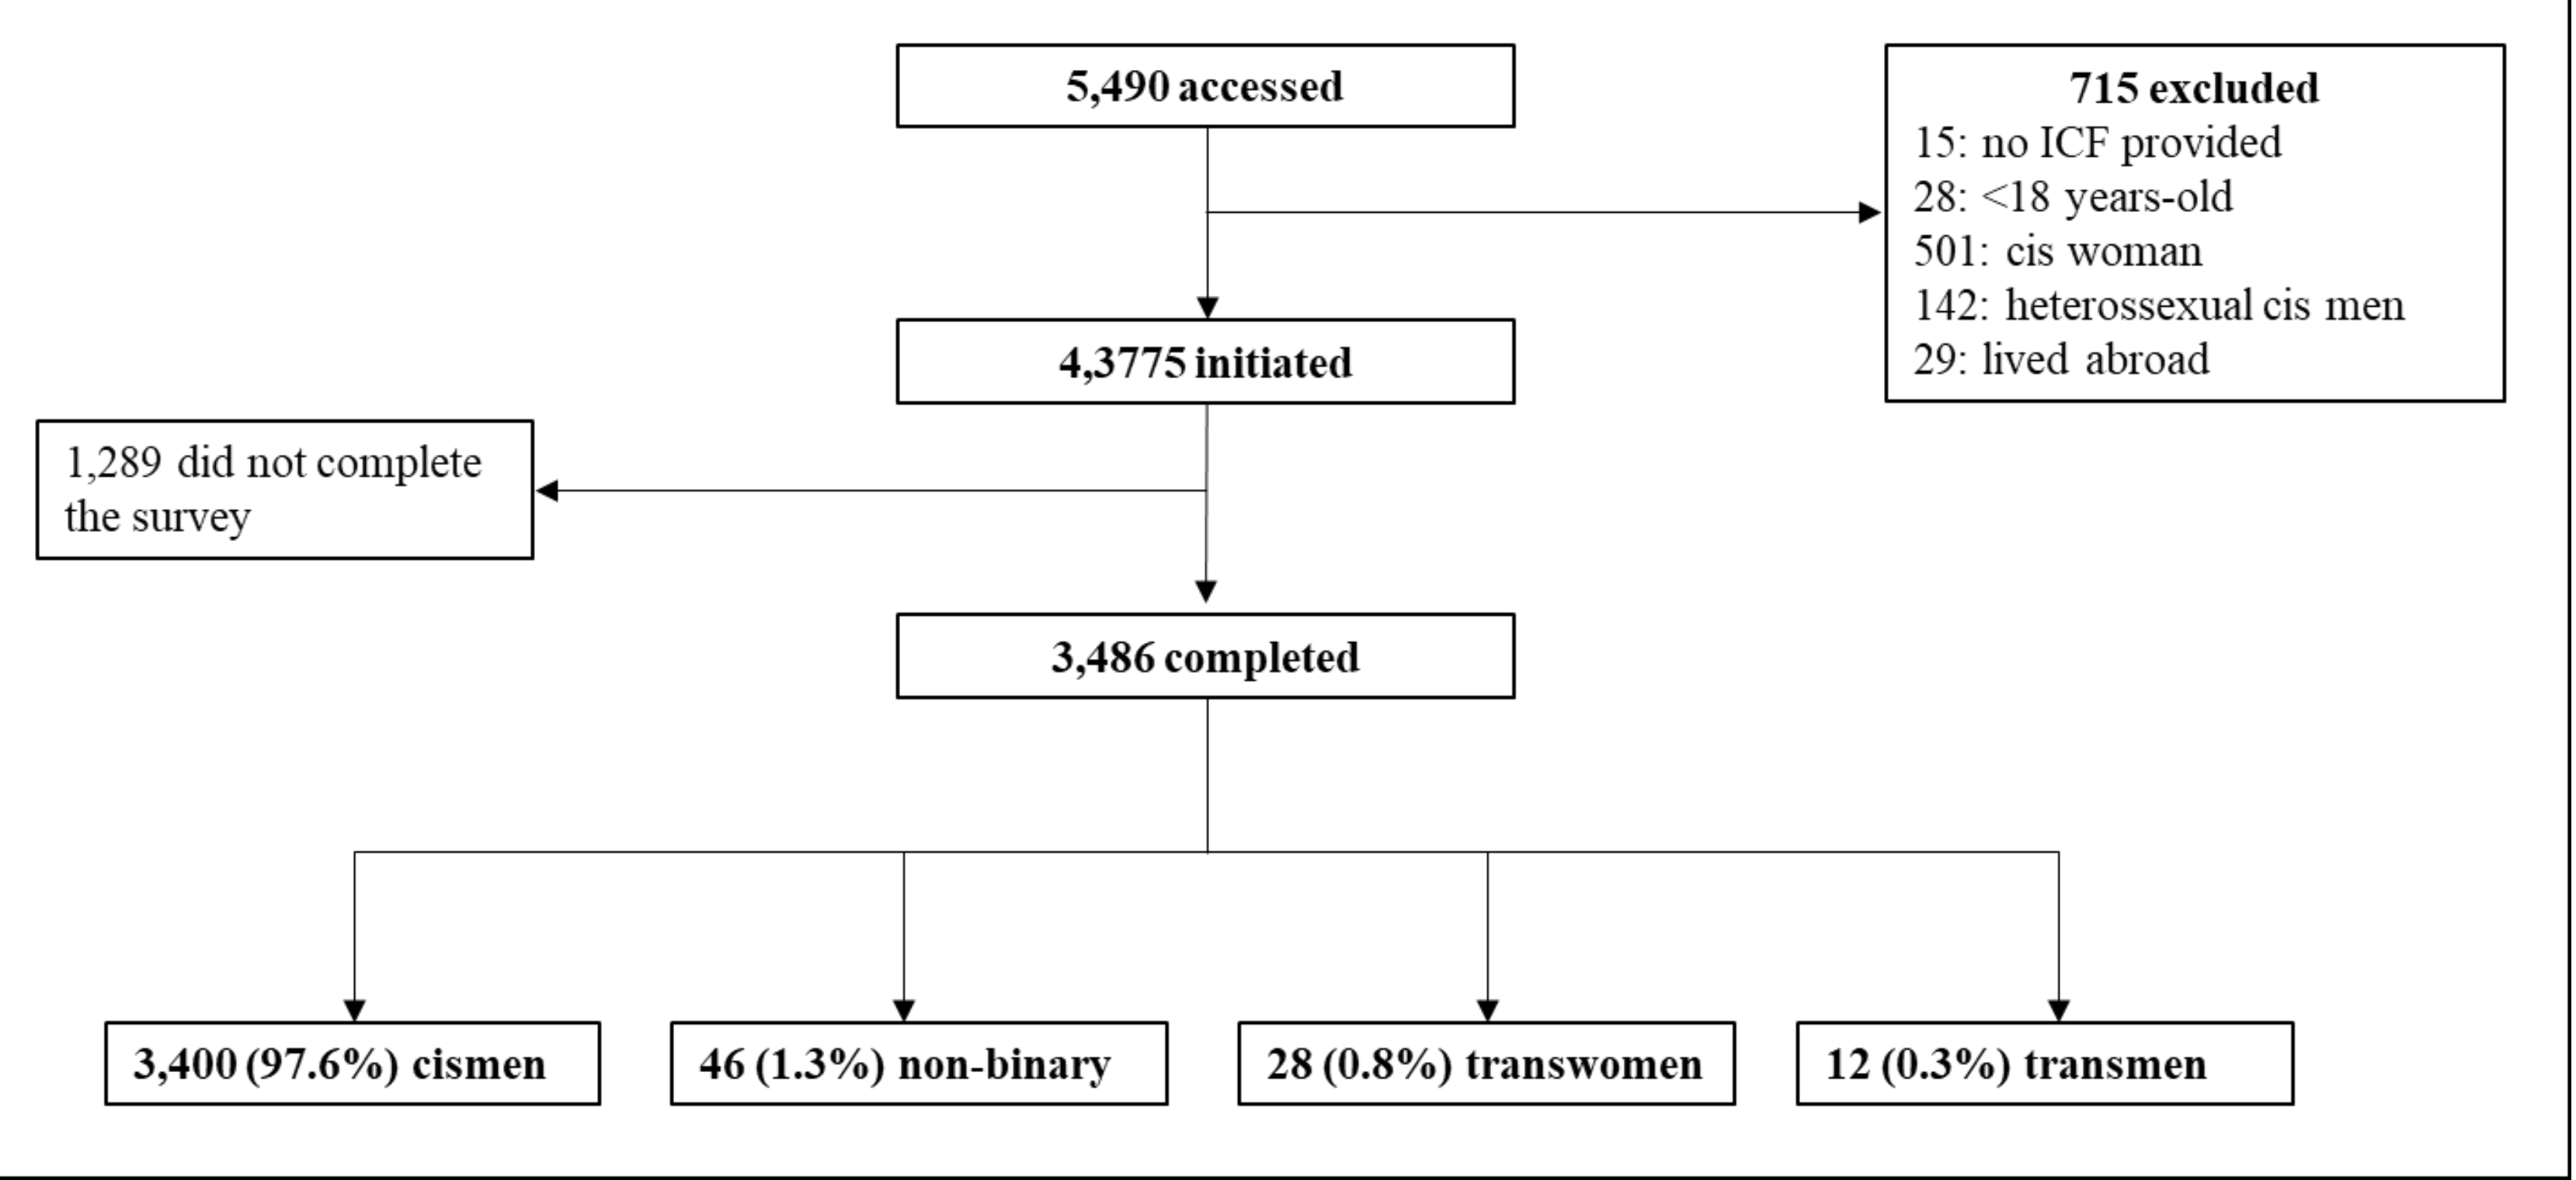 5,490 accessed
715 excluded
15: no ICF provided
28: <18 years-old
501: cis woman
142: heterossexual cis men
29: lived abroad
4,3775 initiated
1,289 did not complete
the survey
3,486 completed
3,400 (97.6%) cismen
46 (1.3%) non-binary
28 (0.8%) transwomen
12 (0.3%) transmen